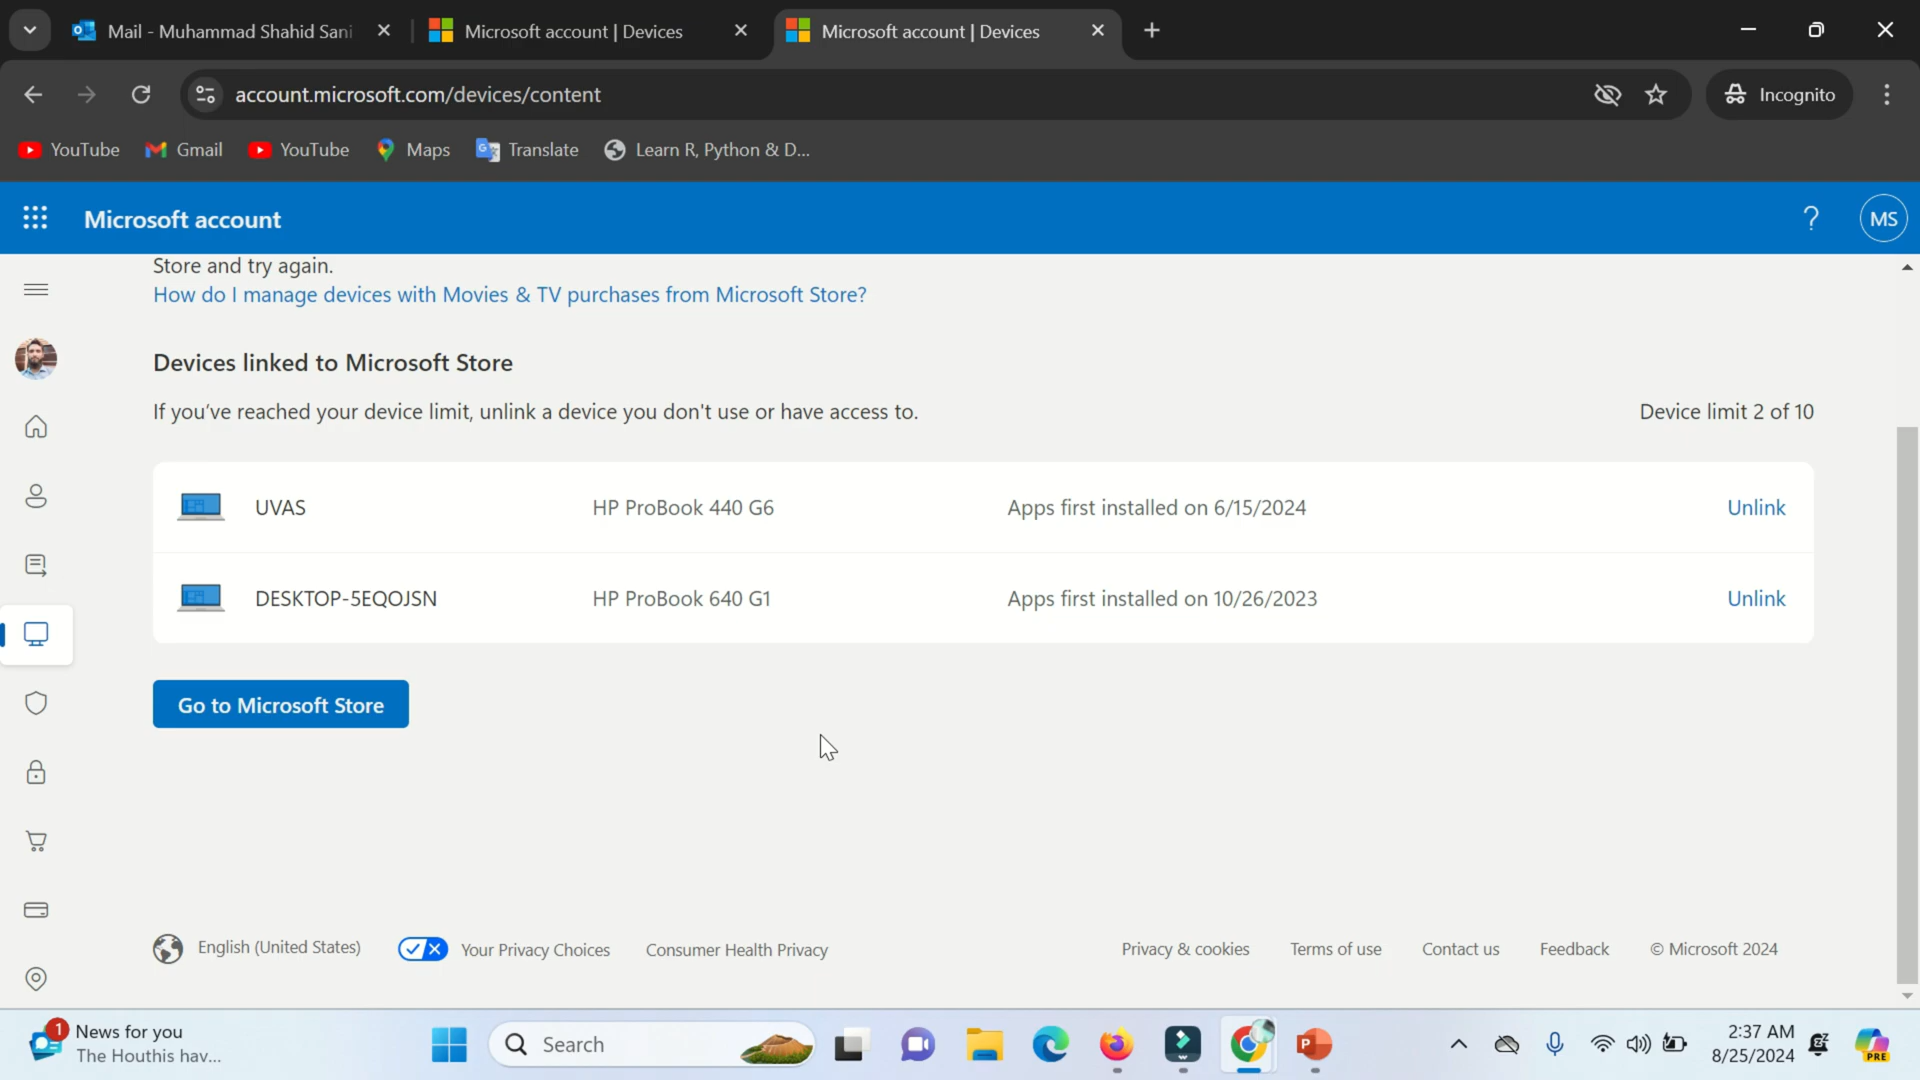 Mail - Muhammad Shahid Sani
Microsoft account | Devices
Microsoft account | Devices
account.microsoft.com/devices/content
Incognito
YouTube
Gmail
YouTube
Maps
Translate
Learn R, Python & D...
Microsoft account
?
MS
Store and try again.
How do I manage devices with Movies & TV purchases from Microsoft Store?
Devices linked to Microsoft Store
If you've reached your device limit, unlink a device you don't use or have access to.
Device limit 2 of 10
UVAS
HP ProBook 440 G6
Apps first installed on 6/15/2024
Unlink
DESKTOP-5EQOJSN
HP ProBook 640 G1
Apps first installed on 10/26/2023
Unlink
Go to Microsoft Store
English (United States)
Your Privacy Choices
Consumer Health Privacy
Privacy & cookies
Terms of use
Contact us
Feedback
© Microsoft 2024
1
News for you
The Houthis hav...
Search
P
2:37 AM
8/25/2024
PRE